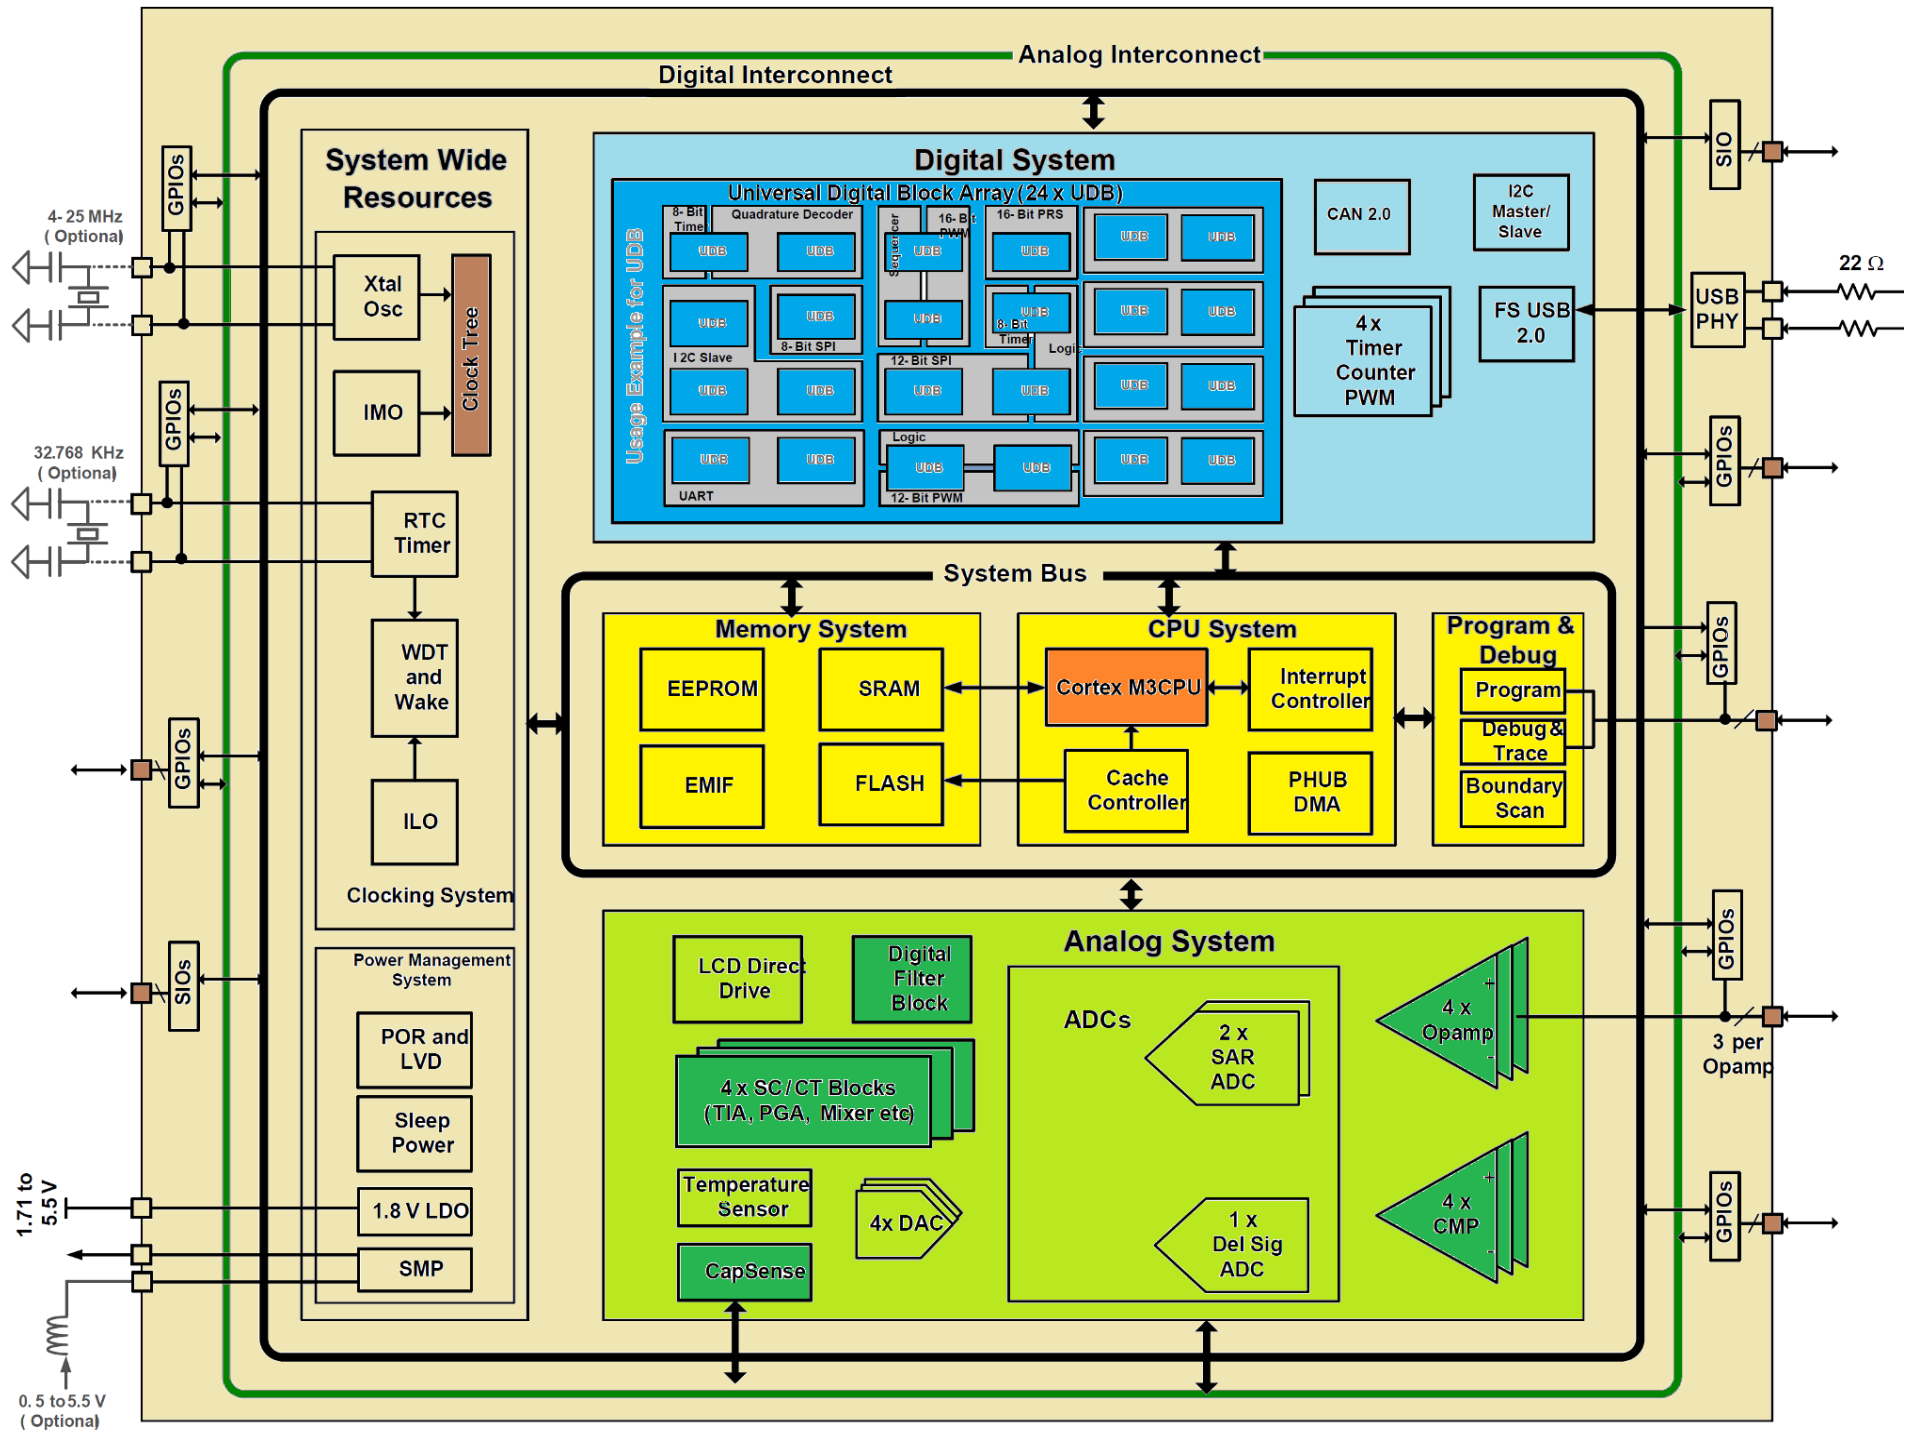 Analog Interconnect
Digital Interconnect
System Wide
Resources
GPIOs
4- 25 MHz
( Optional)
Xtal
Osc
Clock Tree
IMO
GPIOs
32.768 KHz
( Optional)
RTC
Timer
WDT
and
Wake
GPIOs
ILO
Clocking System
SIOs
Power Management
System
POR and
LVD
Sleep
Power
1.71 to
5.5 V
1.8 V LDO
SMP
0. 5 to 5.5 V
( Optional)
Digital System
Universal Digital Block Array (24 x UDB)
Usage Example for UDB
8- Bit
Timer
Quadrature Decoder
Sequencer
16- Bit
PWM
16- Bit PRS
UDB
UDB
UDB
UDB
UDB
UDB
UDB
UDB
UDB
UDB
UDB
UDB
8- Bit
Timer
8- Bit SPI
I 2C Slave
12- Bit SPI
Logic
UDB
UDB
UDB
UDB
UDB
UDB
Logic
UDB
UDB
UDB
UDB
UDB
UDB
UART
12- Bit PWM
CAN 2.0
I2C
Master/
Slave
4 x
Timer
Counter
PWM
FS USB
2.0
SIO
USB
PHY
22 Ω
GPIOs
System Bus
Memory System
EEPROM
SRAM
EMIF
FLASH
CPU System
Cortex M3CPU
Interrupt
Controller
Cache
Controller
PHUB
DMA
Program &
Debug
Program
Debug &
Trace
Boundary
Scan
GPIOs
Analog System
LCD Direct
Drive
Digital
Filter
Block
4 x SC / CT Blocks
(TIA, PGA, Mixer etc)
Temperature
Sensor
4x DAC
CapSense
ADCs
2 x
SAR
ADC
1 x
Del Sig
ADC
4 x
Opamp
+
-
4 x
CMP
+
-
GPIOs
3 per
Opamp
GPIOs